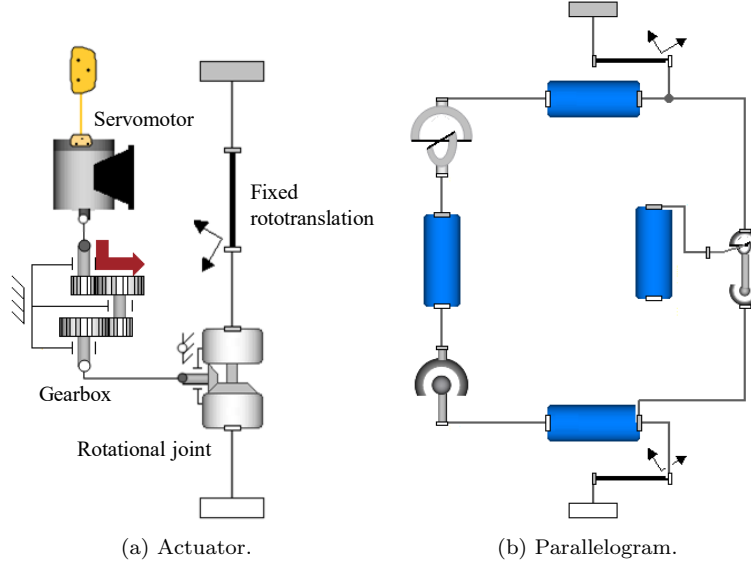 Servomotor
Fixed
rototranslation
Gearbox
Rotational joint
(a) Actuator.
(b) Parallelogram.